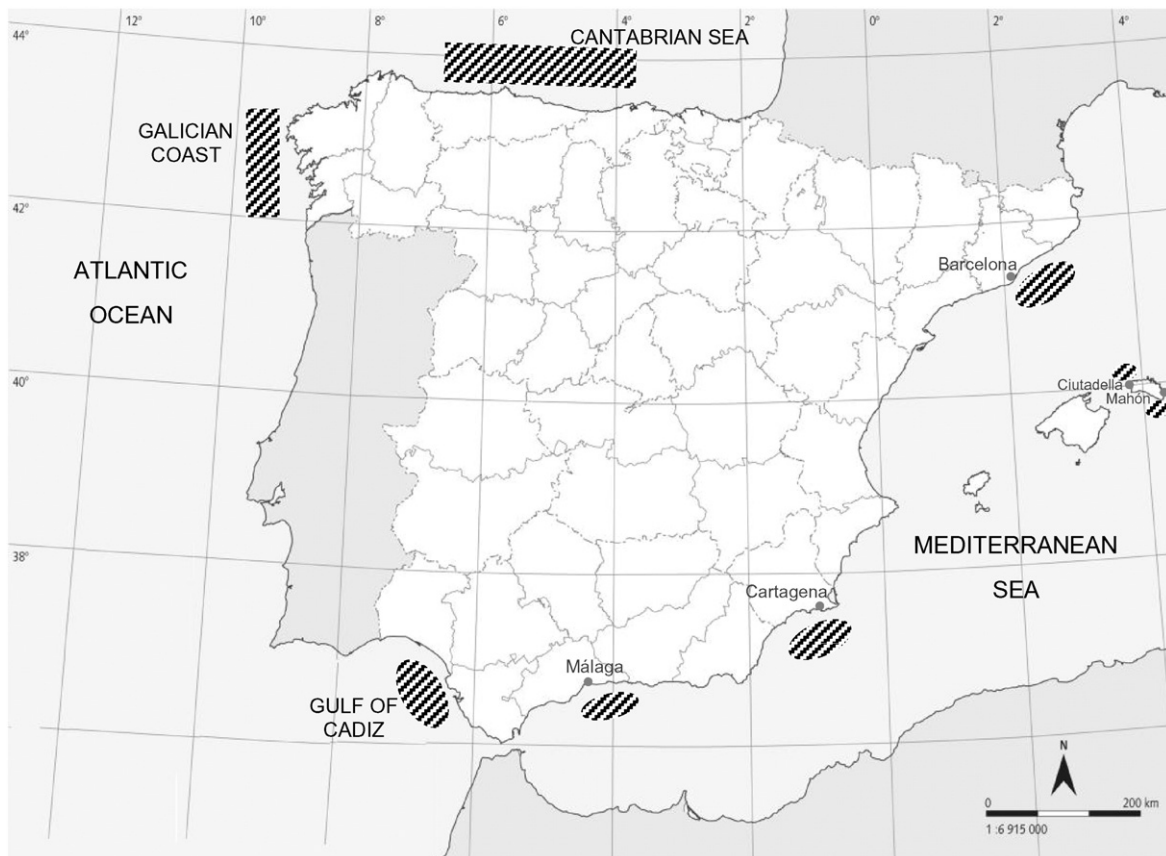 12°
10°
8°
6°
4°
2°
0°
2°
4°
44°
CANTABRIAN SEA
GALICIAN
COAST
42°
ATLANTIC
OCEAN
Barcelona
40°
Ciutadella
Mahón
38°
MEDITERRANEAN
SEA
Cartagena
Málaga
GULF OF
CADIZ
N
0
200 km
1 :6 915 000